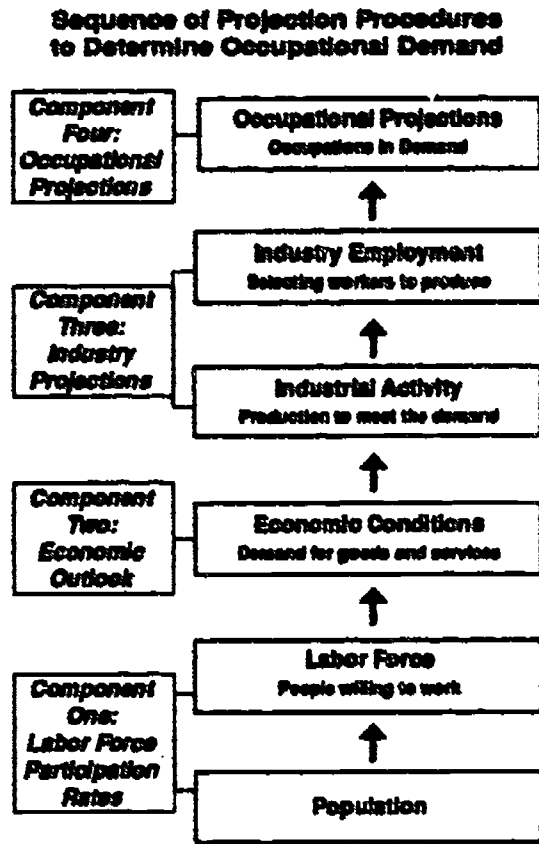 Sequence of Projection Procedures
to Determine Occupational Demand
Component
Four:
Occupational
Projections
Occupational Projections
Occupations in Demand
Industry Employment
Selecting workers to produce
Component
Three:
Industry
Projections
Industrial Activity
Production to meet the demand
Component
Two:
Economic
Outlook
Economic Conditions
Demand for goods and services
Labor Force
People willing to work
Component
One:
Labor Force
Participation
Rates
Population